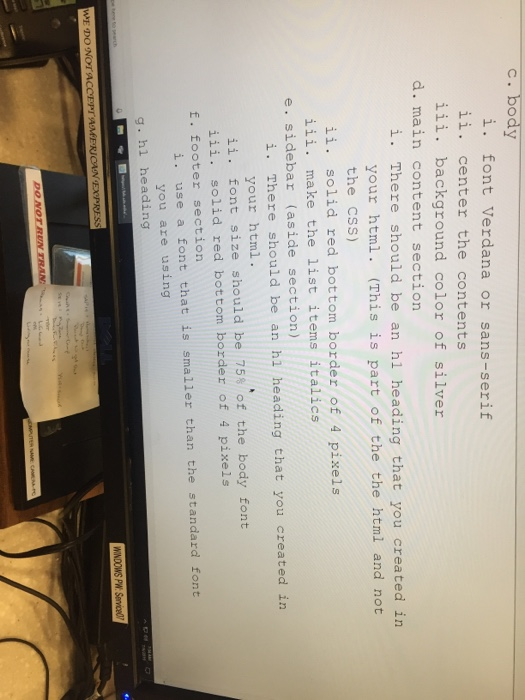 c. body
i. font Verdana or sans-serif
ii. center the contents
iii. background color of silver
d. main content section
i. There should be an h1 heading that you created in
your html. (This is part of the the html and not
the CSS)
ii. solid red bottom border of 4 pixels
iii. make the list items italics
e. sidebar (aside section)
i. There should be an h1 heading that you created in
your html.
ii. font size should be 75% of the body font
iii. solid red bottom border of 4 pixels
f. footer section
i. use a font that is smaller than the standard font
you are using
g. h1 heading
WE DO NOT ACCEPT AMERICAN EXPRESS
WINDOWS PW:
DO NOT RUN